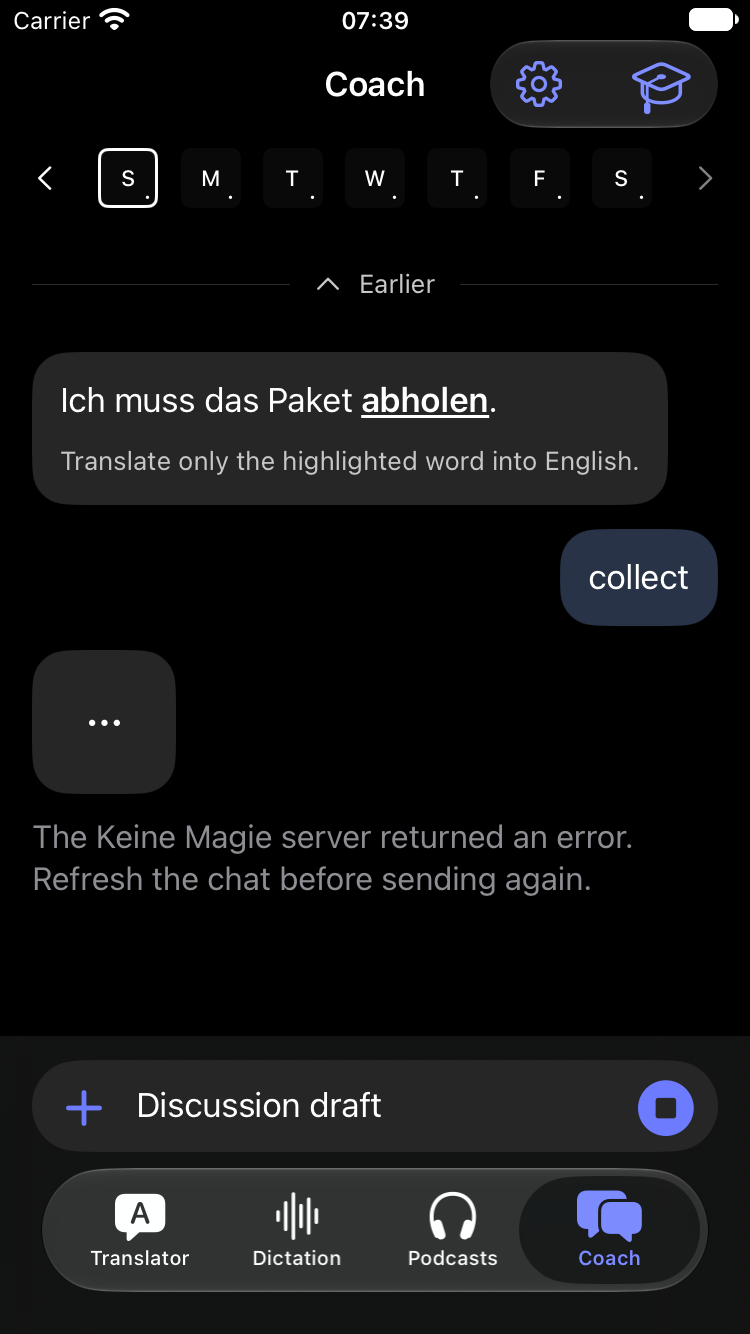 Carrier 07:39
Coach
S M T W T F S
Earlier
Ich muss das Paket abholen.
Translate only the highlighted word into English.
collect
...
The Keine Magie server returned an error.
Refresh the chat before sending again.
Discussion draft
A
Translator Dictation Podcasts Coach